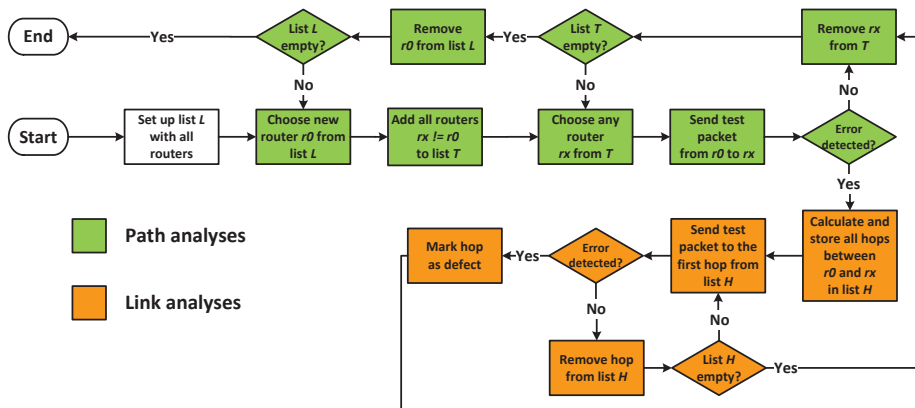 End
Yes
List L
empty?
Remove
r0 from list L
Yes
List T
empty?
Remove rx
from T
No
No
No
Start
Set up list L
with all
routers
Choose new
router r0 from
list L
Add all routers
rx != r0
to list T
Choose any
router
rx from T
Send test
packet
from r0 to rx
Error
detected?
Yes
Path analyses
Link analyses
Mark hop
as defect
Yes
Error
detected?
Send test
packet to the
first hop from
list H
Calculate and
store all hops
between
r0 and rx
in list H
No
No
Remove hop
from list H
List H
empty?
Yes